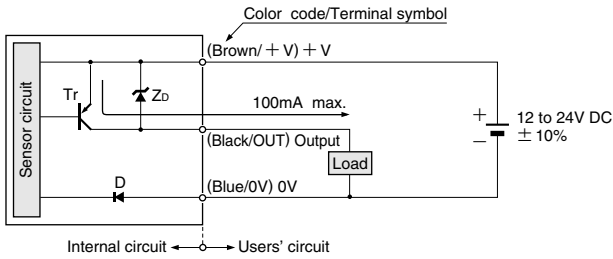 Color code/Terminal symbol
(Brown/+V) +V
Sensor circuit
Tr
ZD
100mA max.
+
12 to 24V DC
−
±10%
(Black/OUT) Output
Load
D
(Blue/0V) 0V
Internal circuit
Users' circuit